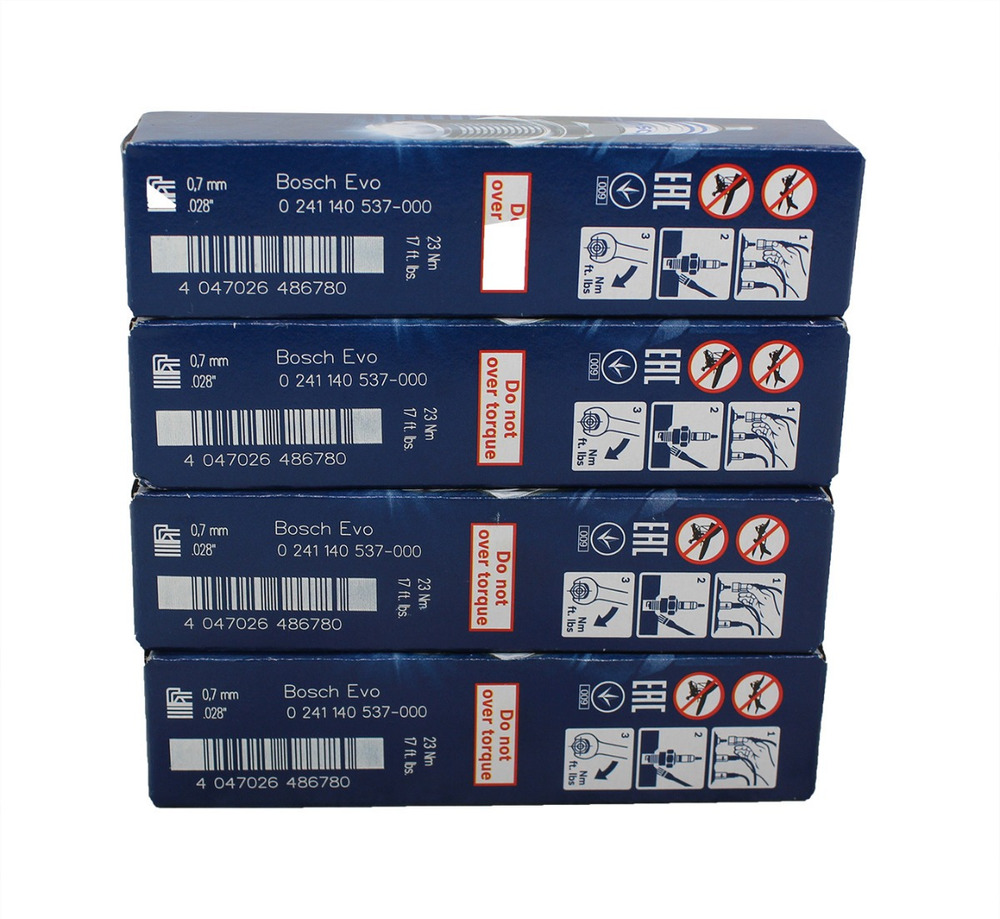 0,7 mm
.028"
Bosch Evo
0 241 140 537-000
4 047026 486780
23 Nm
17 ft. lbs.
over
009
EAC
3
Nm
ft. lbs
2
1
0,7 mm
.028"
Bosch Evo
0 241 140 537-000
4 047026 486780
23 Nm
17 ft. lbs.
Do not
over torque
009
EAC
3
Nm
ft. lbs
2
1
0,7 mm
.028"
Bosch Evo
0 241 140 537-000
4 047026 486780
23 Nm
17 ft. lbs.
Do not
over torque
009
EAC
3
Nm
ft. lbs
2
1
0,7 mm
.028"
Bosch Evo
0 241 140 537-000
4 047026 486780
23 Nm
17 ft. lbs.
Do not
over torque
009
EAC
3
Nm
ft. lbs
2
1